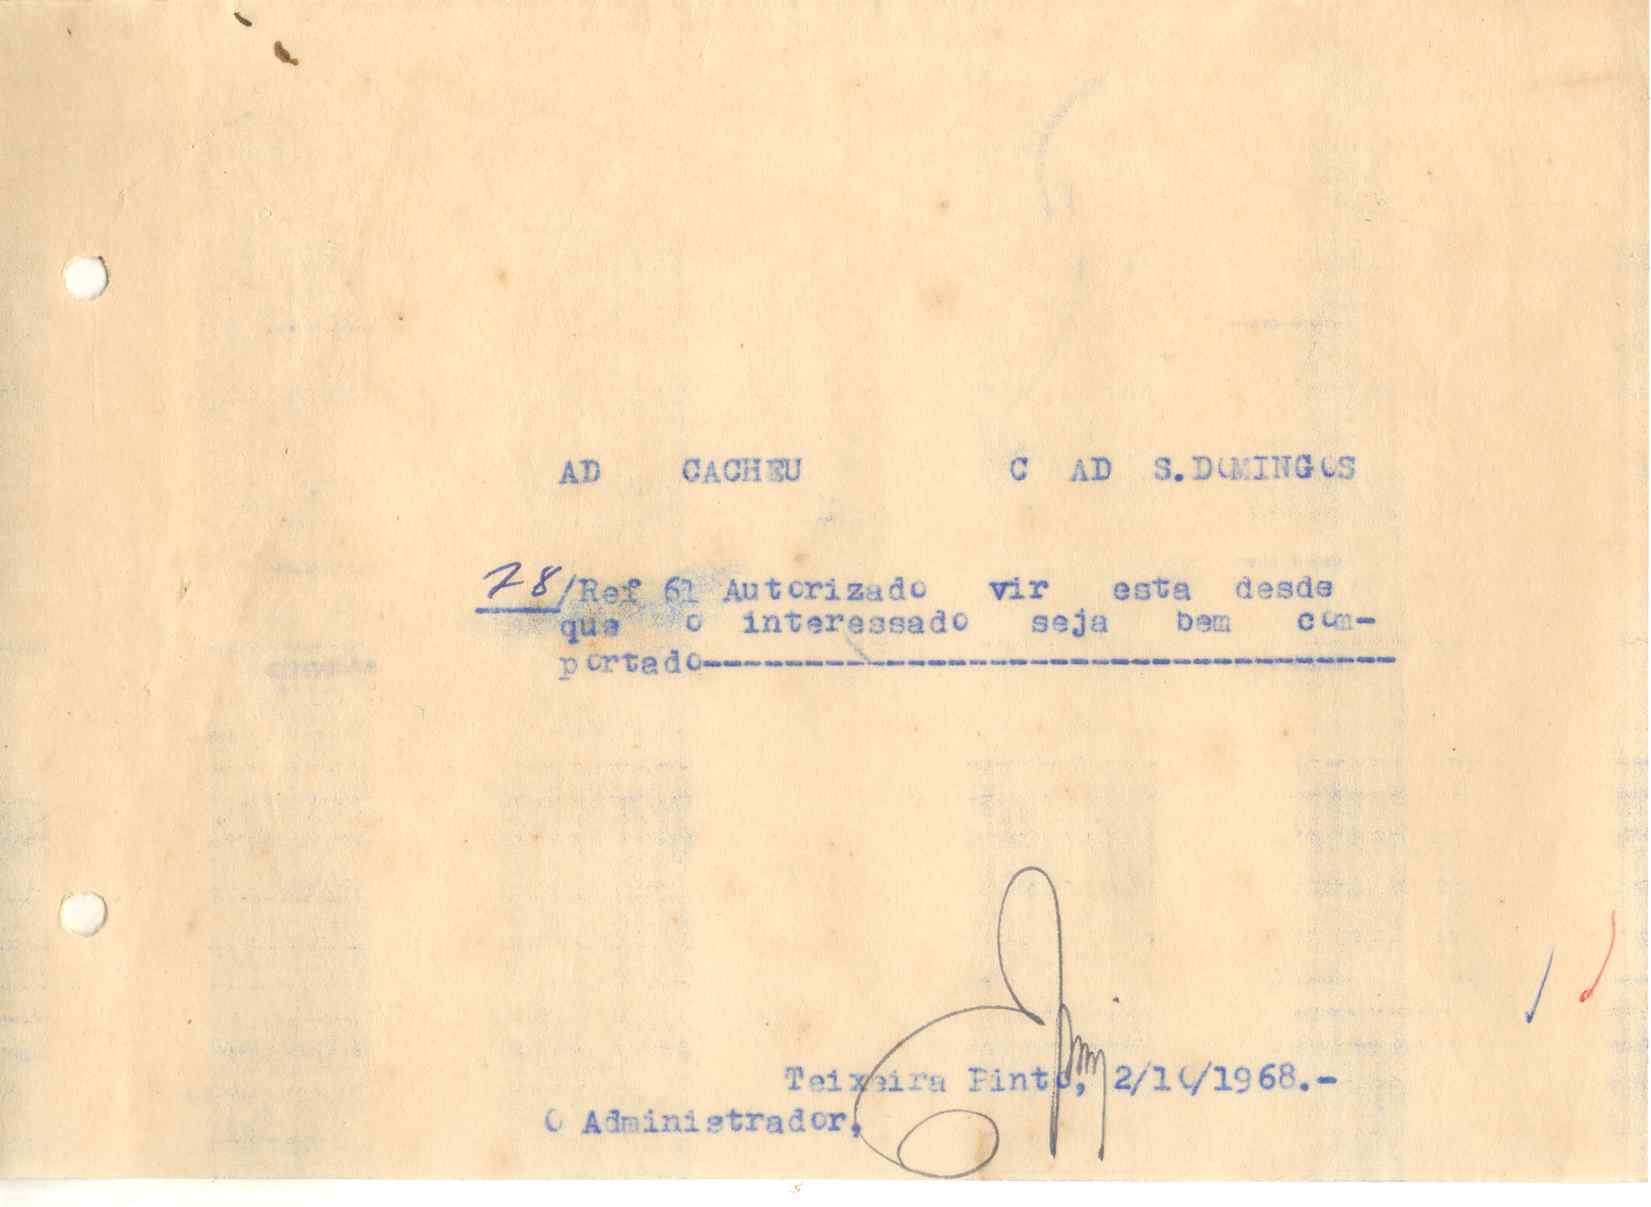 AD CACHEU C AD S.DOMINGOS
78/Ref 61 Autorizado vir esta desde
que o interessado seja bem com-
portado----------------------------------
Teixeira Pinto, 2/10/1968.-
O Administrador,